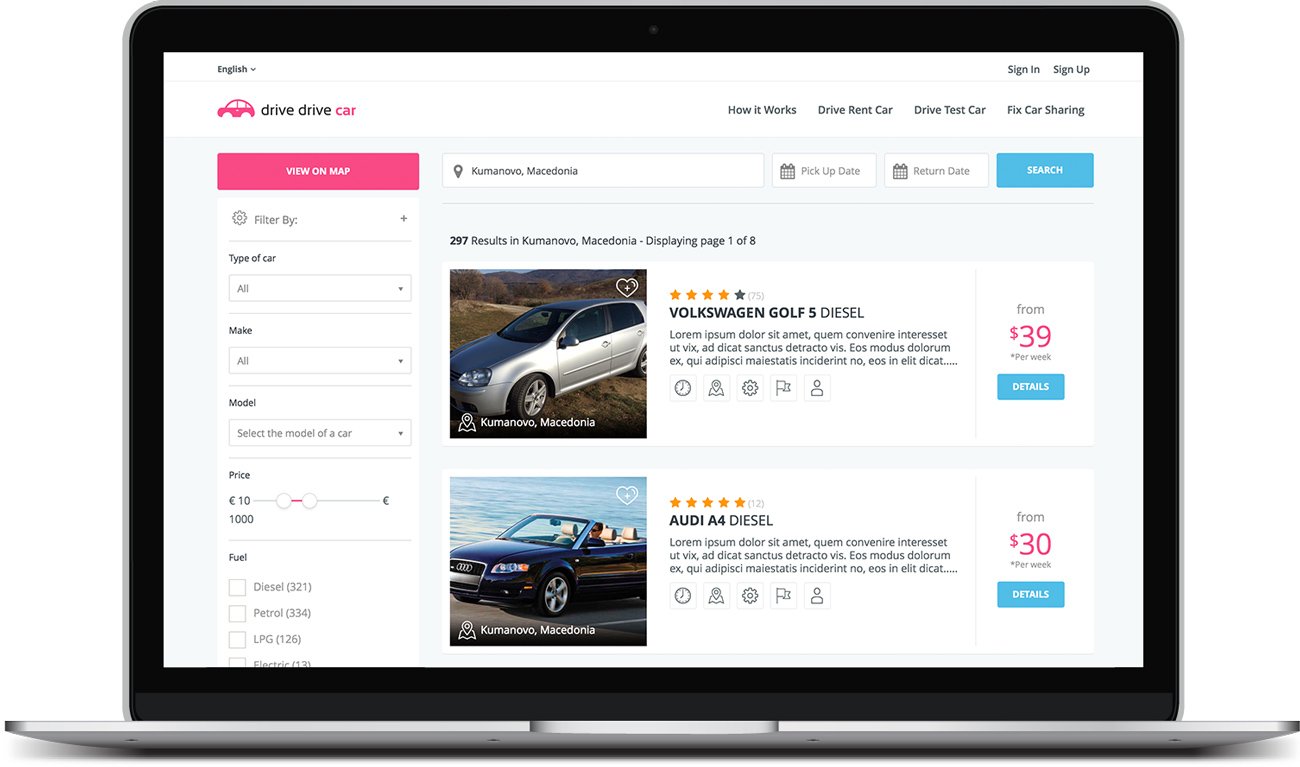 English
Sign In Sign Up
drive drive car
How it Works Drive Rent Car Drive Test Car Fix Car Sharing
VIEW ON MAP
Kumanovo, Macedonia
Pick Up Date
Return Date
SEARCH
Filter By:
+
Type of car
All
Make
All
Model
Select the model of a car
Price
€ 10 €
1000
Fuel
Diesel (321)
Petrol (334)
LPG (126)
Electric (13)
297 Results in Kumanovo, Macedonia - Displaying page 1 of 8
Kumanovo, Macedonia
(75)
VOLKSWAGEN GOLF 5 DIESEL
Lorem ipsum dolor sit amet, quem convenire interesset
ut vix, ad dicat sanctus detracto vis. Eos modus dolorum
ex, qui adipisci maiestatis inciderint no, eos in elit dicat.....
from
$39
*Per week
DETAILS
Kumanovo, Macedonia
(12)
AUDI A4 DIESEL
Lorem ipsum dolor sit amet, quem convenire interesset
ut vix, ad dicat sanctus detracto vis. Eos modus dolorum
ex, qui adipisci maiestatis inciderint no, eos in elit dicat.....
from
$30
*Per week
DETAILS